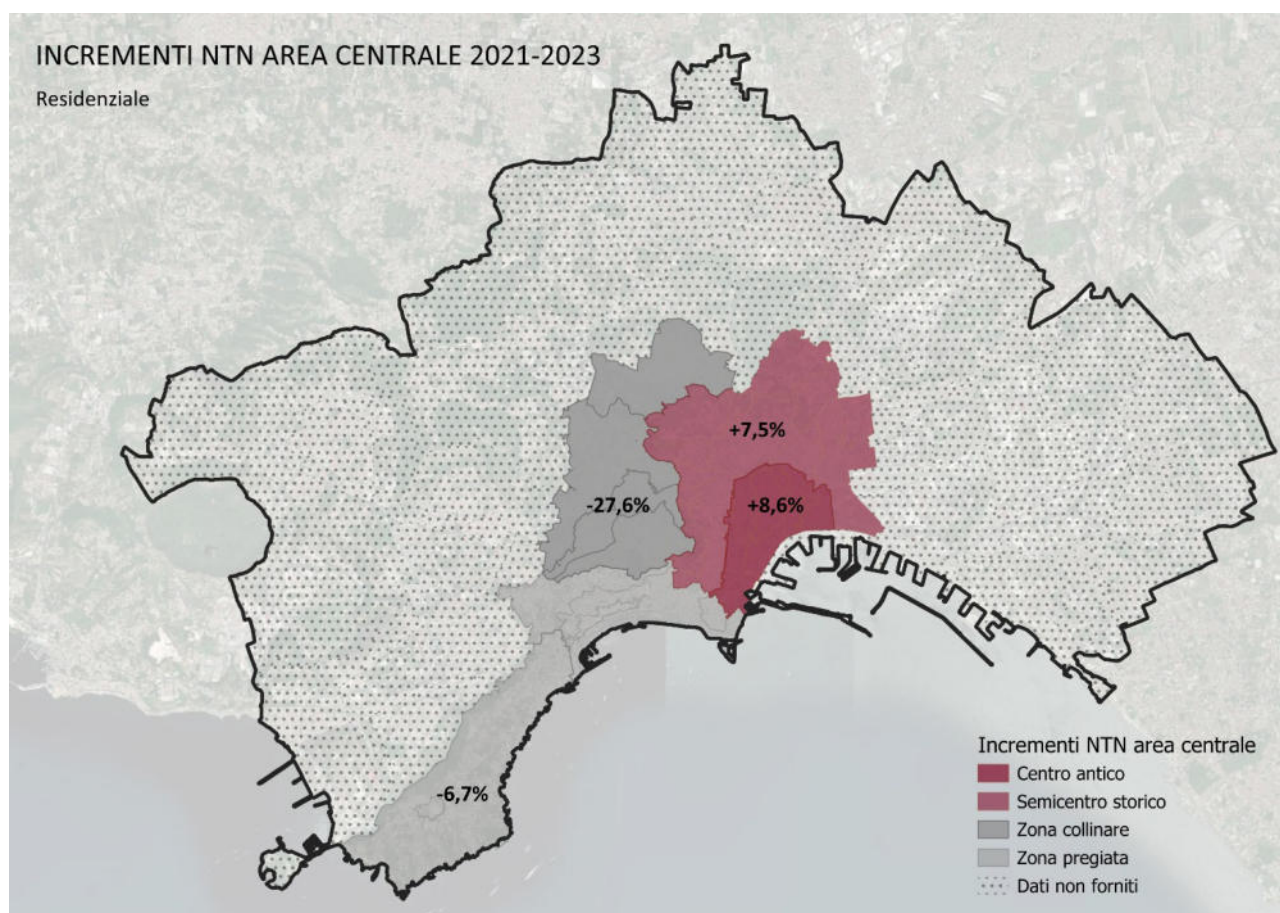 INCREMENTI NTN AREA CENTRALE 2021-2023
Residenziale
+7,5%
-27,6%
+8,6%
-6,7%
Incrementi NTN area centrale
Centro antico
Semicentro storico
Zona collinare
Zona pregiata
Dati non forniti